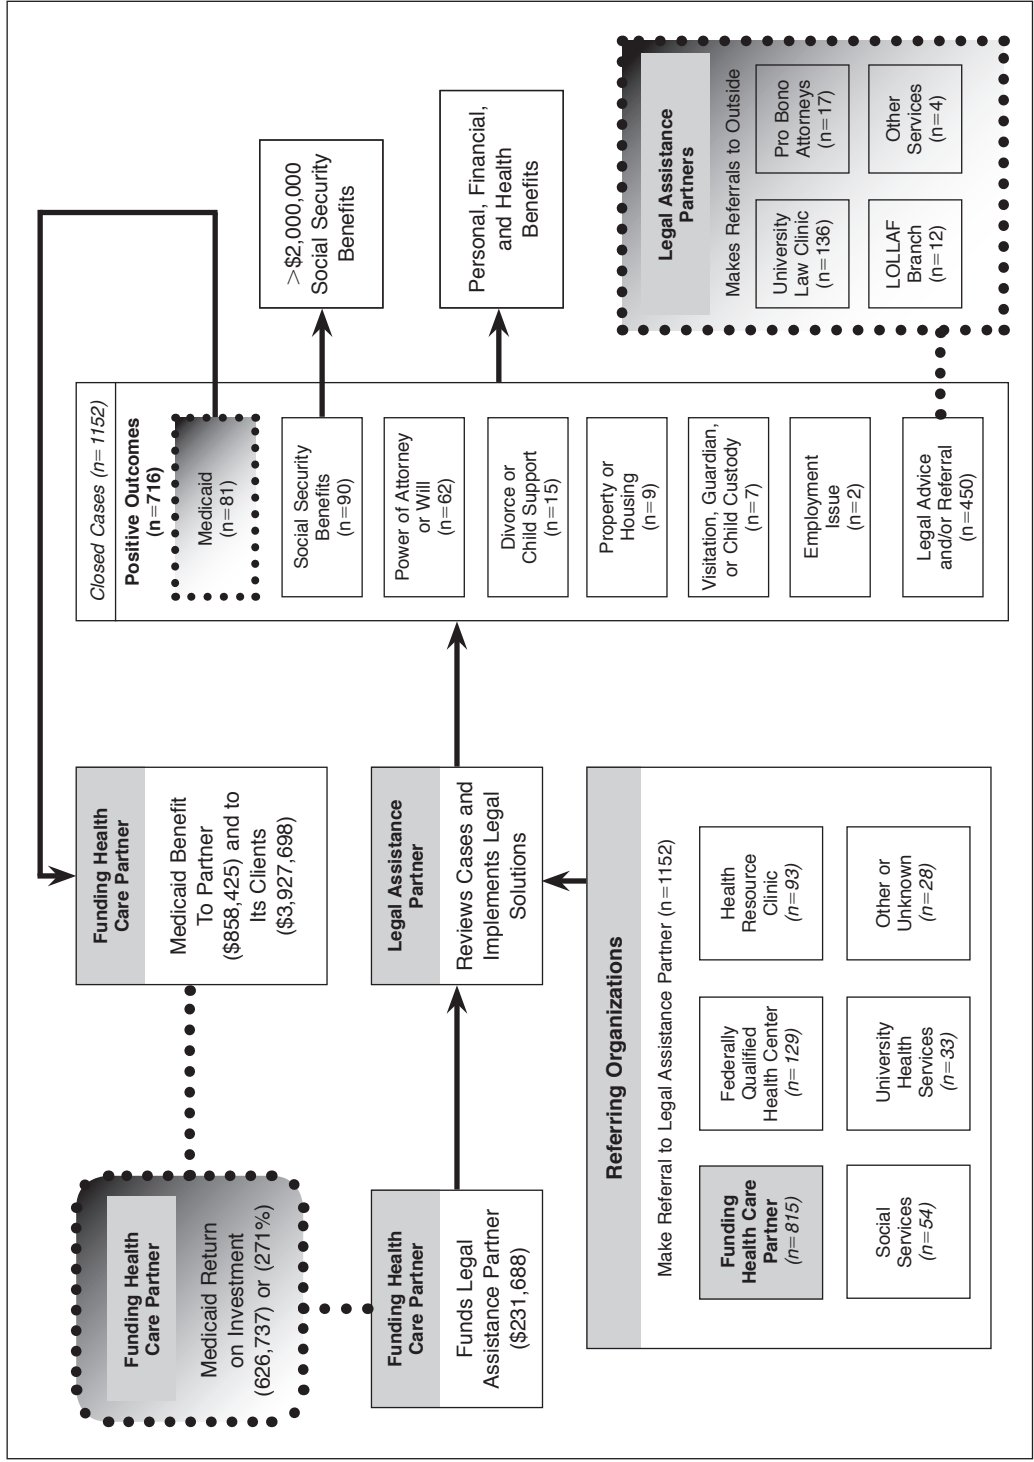 Funding Health
Care Partner
Medicaid Return
on Investment
(626,737) or (271%)
Funding Health
Care Partner
Medicaid Benefit
To Partner
($858,425) and to
Its Clients
($3,927,698)
Funding Health
Care Partner
Funds Legal
Assistance Partner
($231,688)
Legal Assistance
Partner
Reviews Cases and
Implements Legal
Solutions
Referring Organizations
Make Referral to Legal Assistance Partner (n=1152)
Funding
Health Care
Partner
(n=815)
Federally
Qualified
Health Center
(n=129)
Health
Resource
Clinic
(n=93)
Social
Services
(n=54)
University
Health
Services
(n=33)
Other or
Unknown
(n=28)
Closed Cases (n=1152)
Positive Outcomes
(n=716)
Medicaid
(n=81)
Social Security
Benefits
(n=90)
Power of Attorney
or Will
(n=62)
Divorce or
Child Support
(n=15)
Property or
Housing
(n=9)
Visitation, Guardian,
or Child Custody
(n=7)
Employment
Issue
(n=2)
Legal Advice
and/or Referral
(n=450)
>$2,000,000
Social Security
Benefits
Personal, Financial,
and Health
Benefits
Legal Assistance
Partners
Makes Referrals to Outside
University
Law Clinic
(n=136)
Pro Bono
Attorneys
(n=17)
LOLLAF
Branch
(n=12)
Other
Services
(n=4)